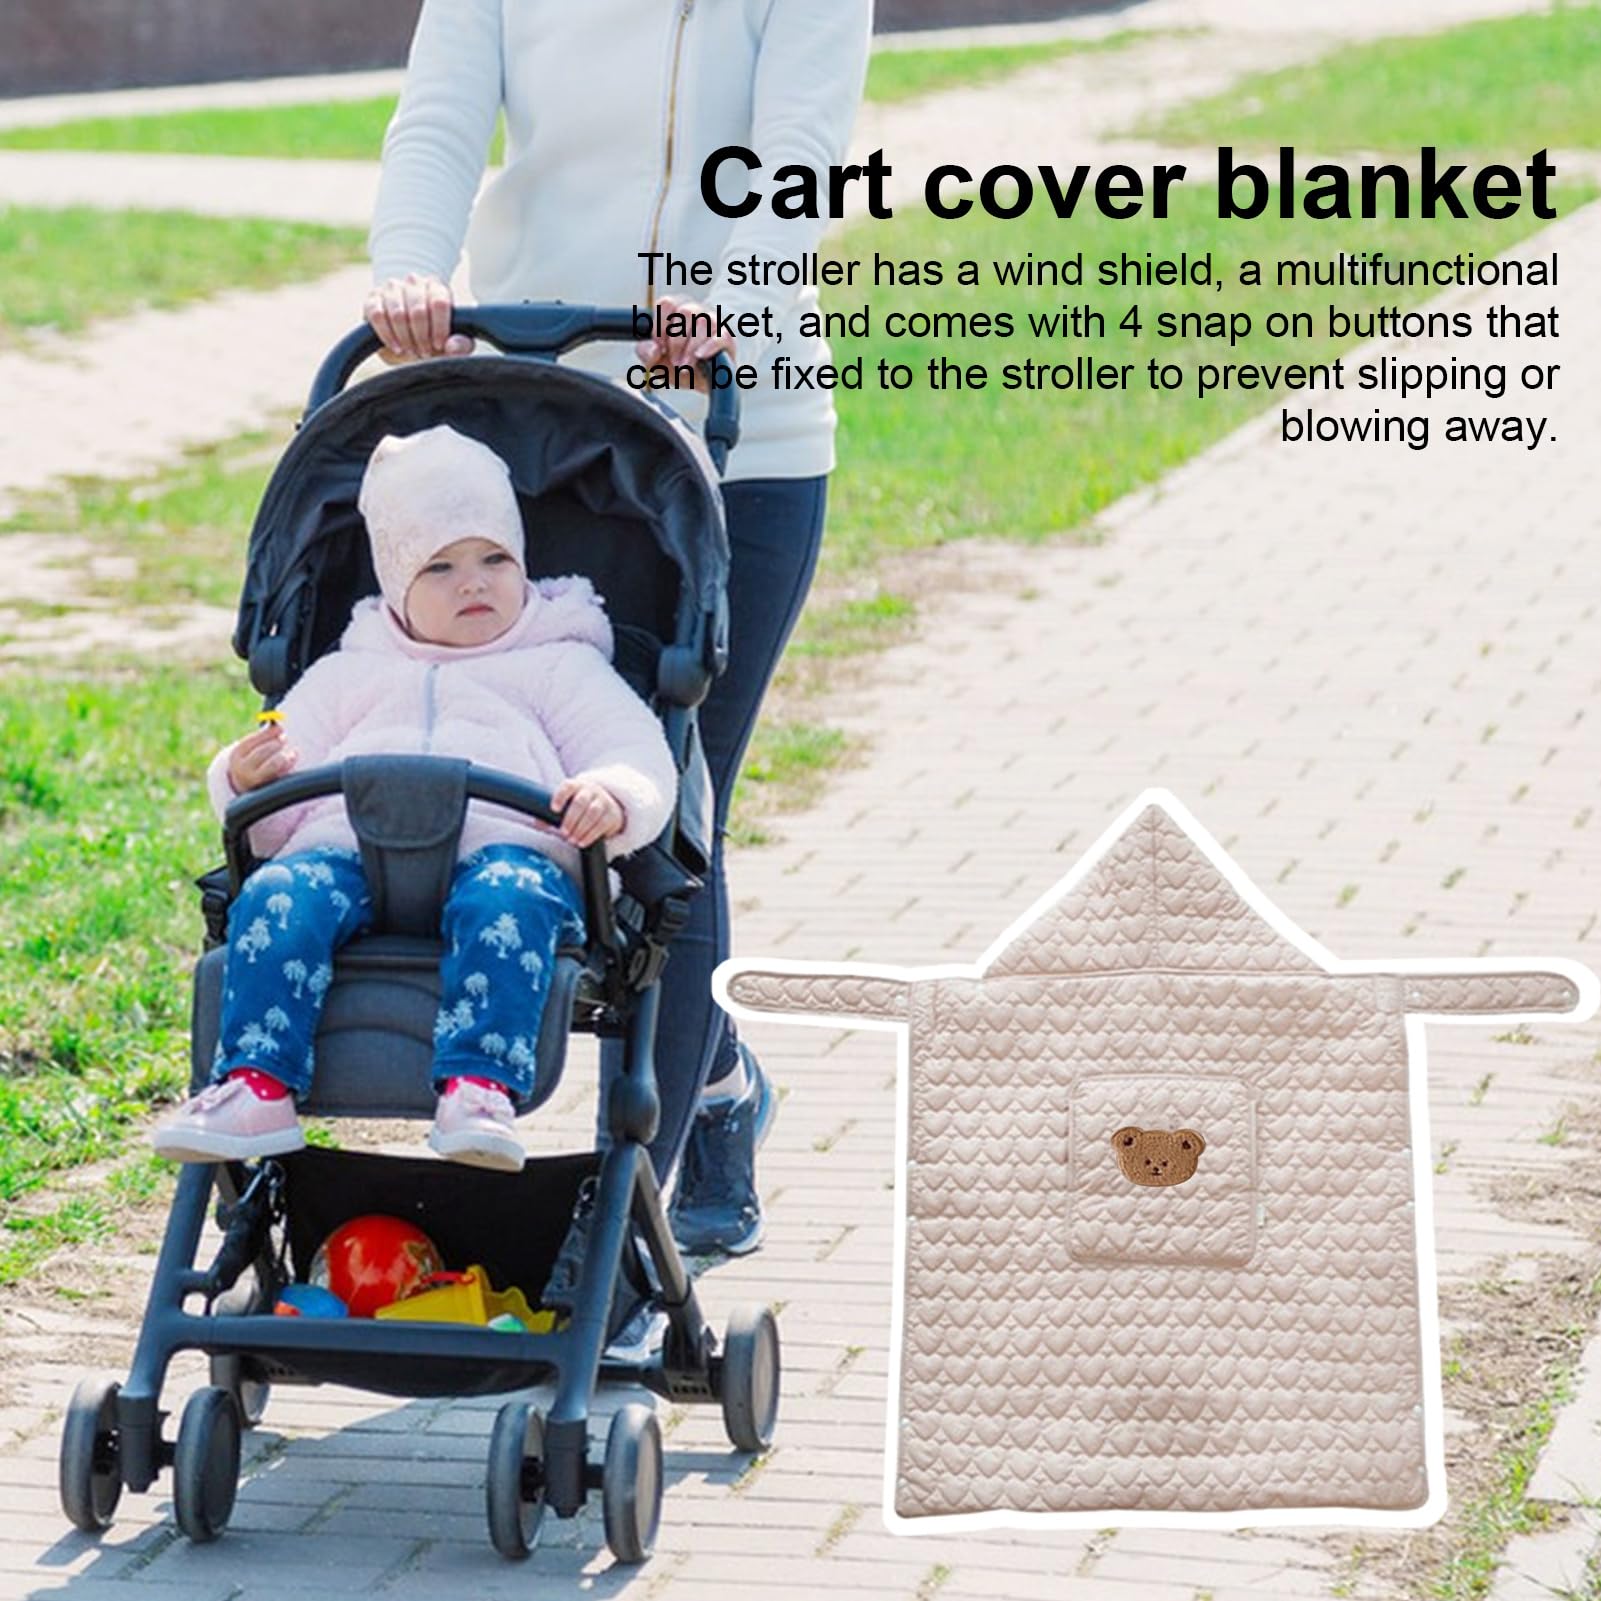 Cart cover blanket
The stroller has a wind shield, a multifunctional
blanket, and comes with 4 snap on buttons that
can be fixed to the stroller to prevent slipping or
blowing away.